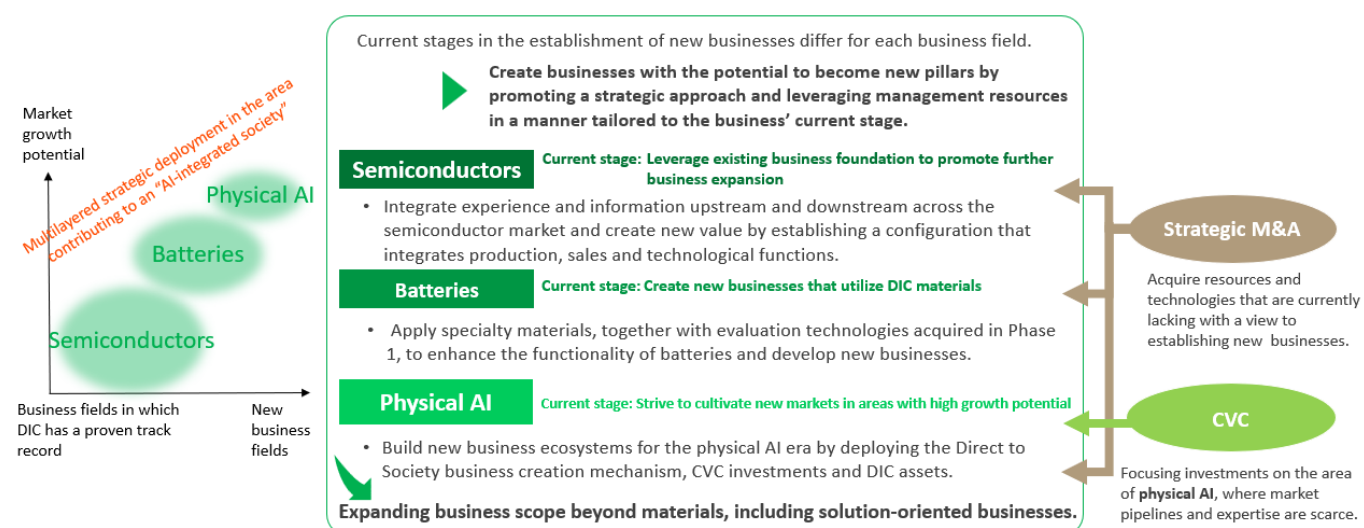 Market
growth
potential
Multilayered strategic deployment in the area
contributing to an “AI-integrated society”
Physical AI
Batteries
Semiconductors
Business fields in which
DIC has a proven track
record
New
business
fields
Current stages in the establishment of new businesses differ for each business field.
Create businesses with the potential to become new pillars by
promoting a strategic approach and leveraging management resources
in a manner tailored to the business’ current stage.
Semiconductors
Current stage: Leverage existing business foundation to promote further
business expansion
• Integrate experience and information upstream and downstream across the
semiconductor market and create new value by establishing a configuration that
integrates production, sales and technological functions.
Batteries
Current stage: Create new businesses that utilize DIC materials
• Apply specialty materials, together with evaluation technologies acquired in Phase
1, to enhance the functionality of batteries and develop new businesses.
Physical AI
Current stage: Strive to cultivate new markets in areas with high growth potential
• Build new business ecosystems for the physical AI era by deploying the Direct to
Society business creation mechanism, CVC investments and DIC assets.
Expanding business scope beyond materials, including solution-oriented businesses.
Strategic M&A
Acquire resources and
technologies that are currently
lacking with a view to
establishing new businesses.
CVC
Focusing investments on the area
of physical AI, where market
pipelines and expertise are scarce.